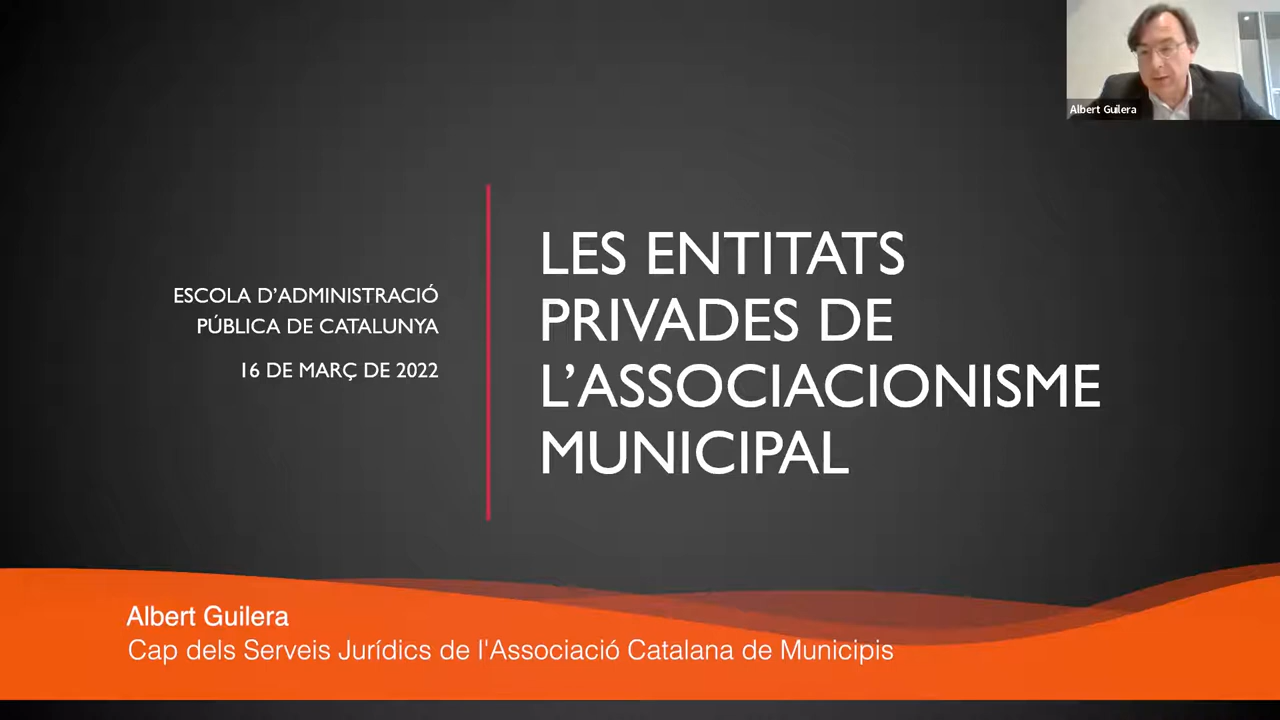 Albert Guilera
ESCOLA D'ADMINISTRACIÓ
PÚBLICA DE CATALUNYA
16 DE MARÇ DE 2022
LES ENTITATS
PRIVADES DE
L'ASSOCIACIONISME
MUNICIPAL
Albert Guilera
Cap dels Serveis Jurídics de l'Associació Catalana de Municipis